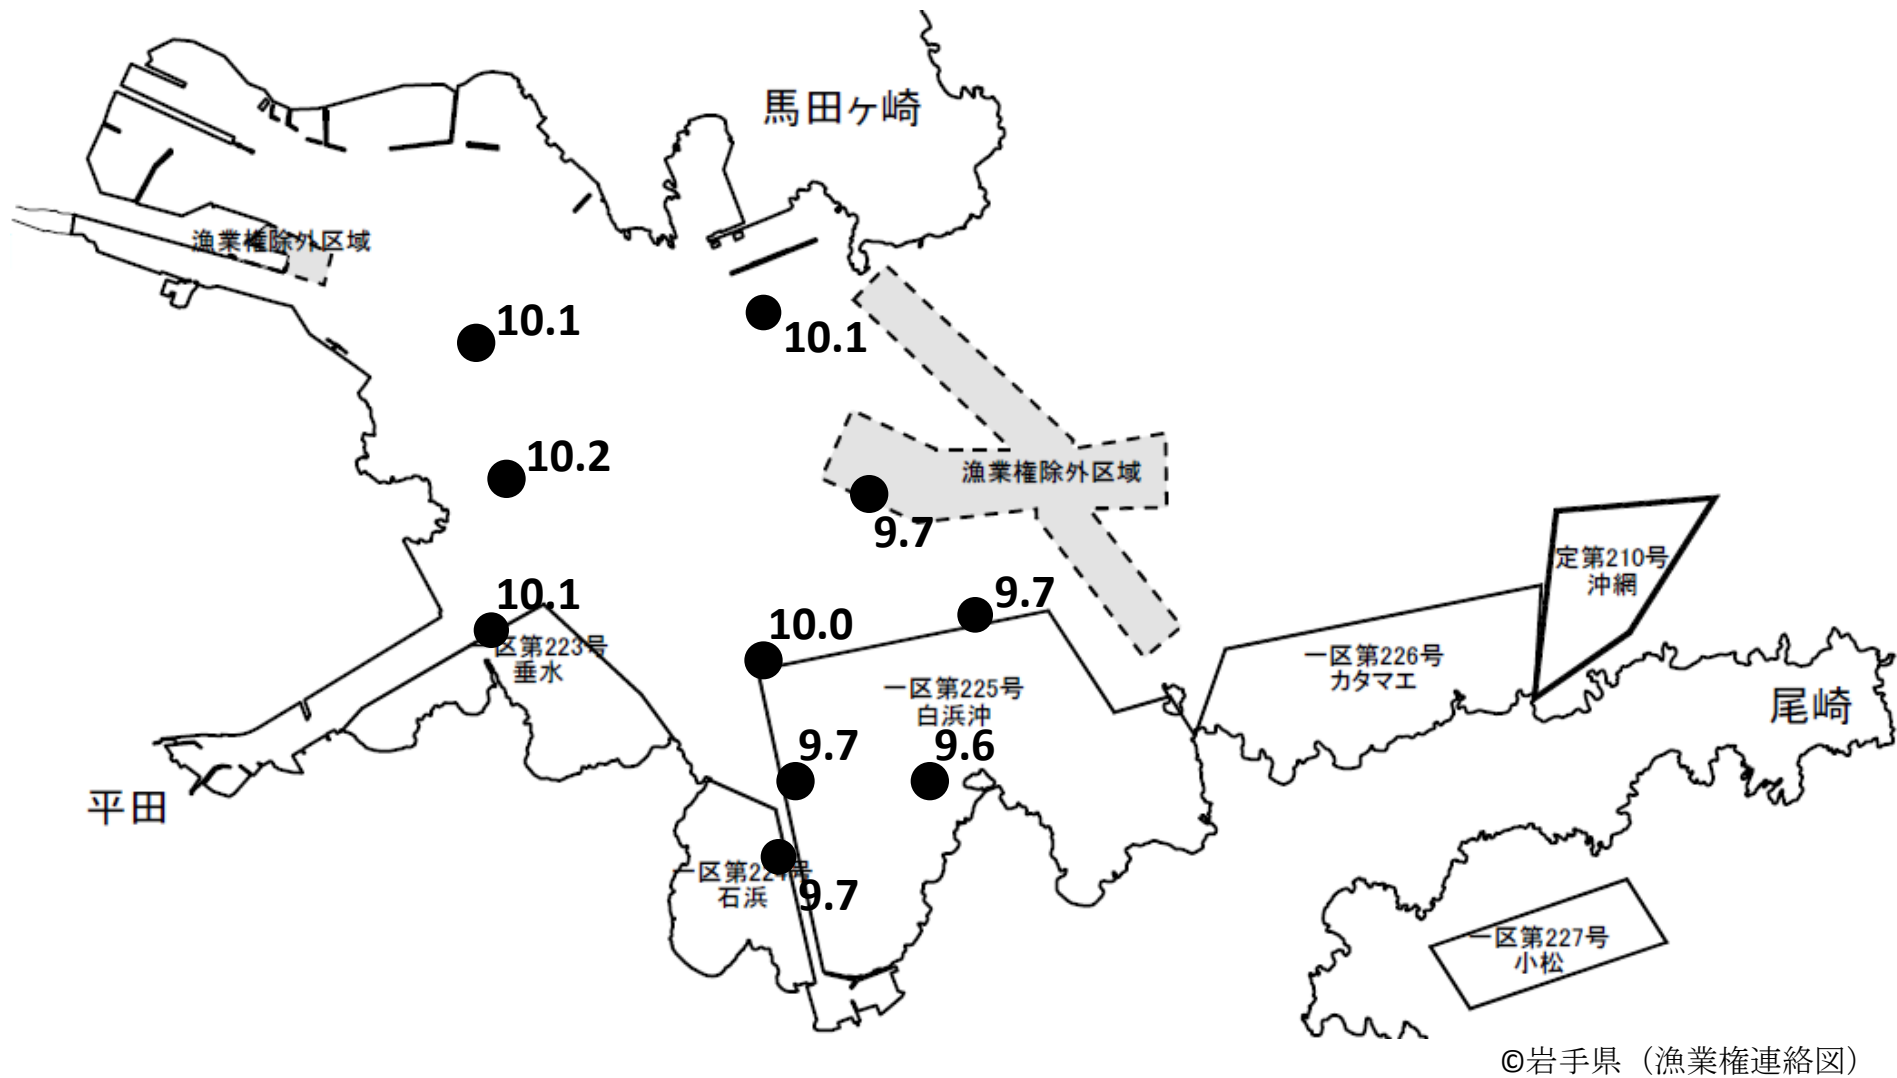 馬田ヶ崎
漁業権除外区域
10.1
10.1
10.2
漁業権除外区域
9.7
定第210号
沖網
10.1
9.7
10.0
一区第223号
垂水
一区第225号
白浜沖
一区第226号
カタマエ
尾崎
9.7
9.6
平田
一区第224号
石浜
9.7
一区第227号
小松
©岩手県（漁業権連絡図）